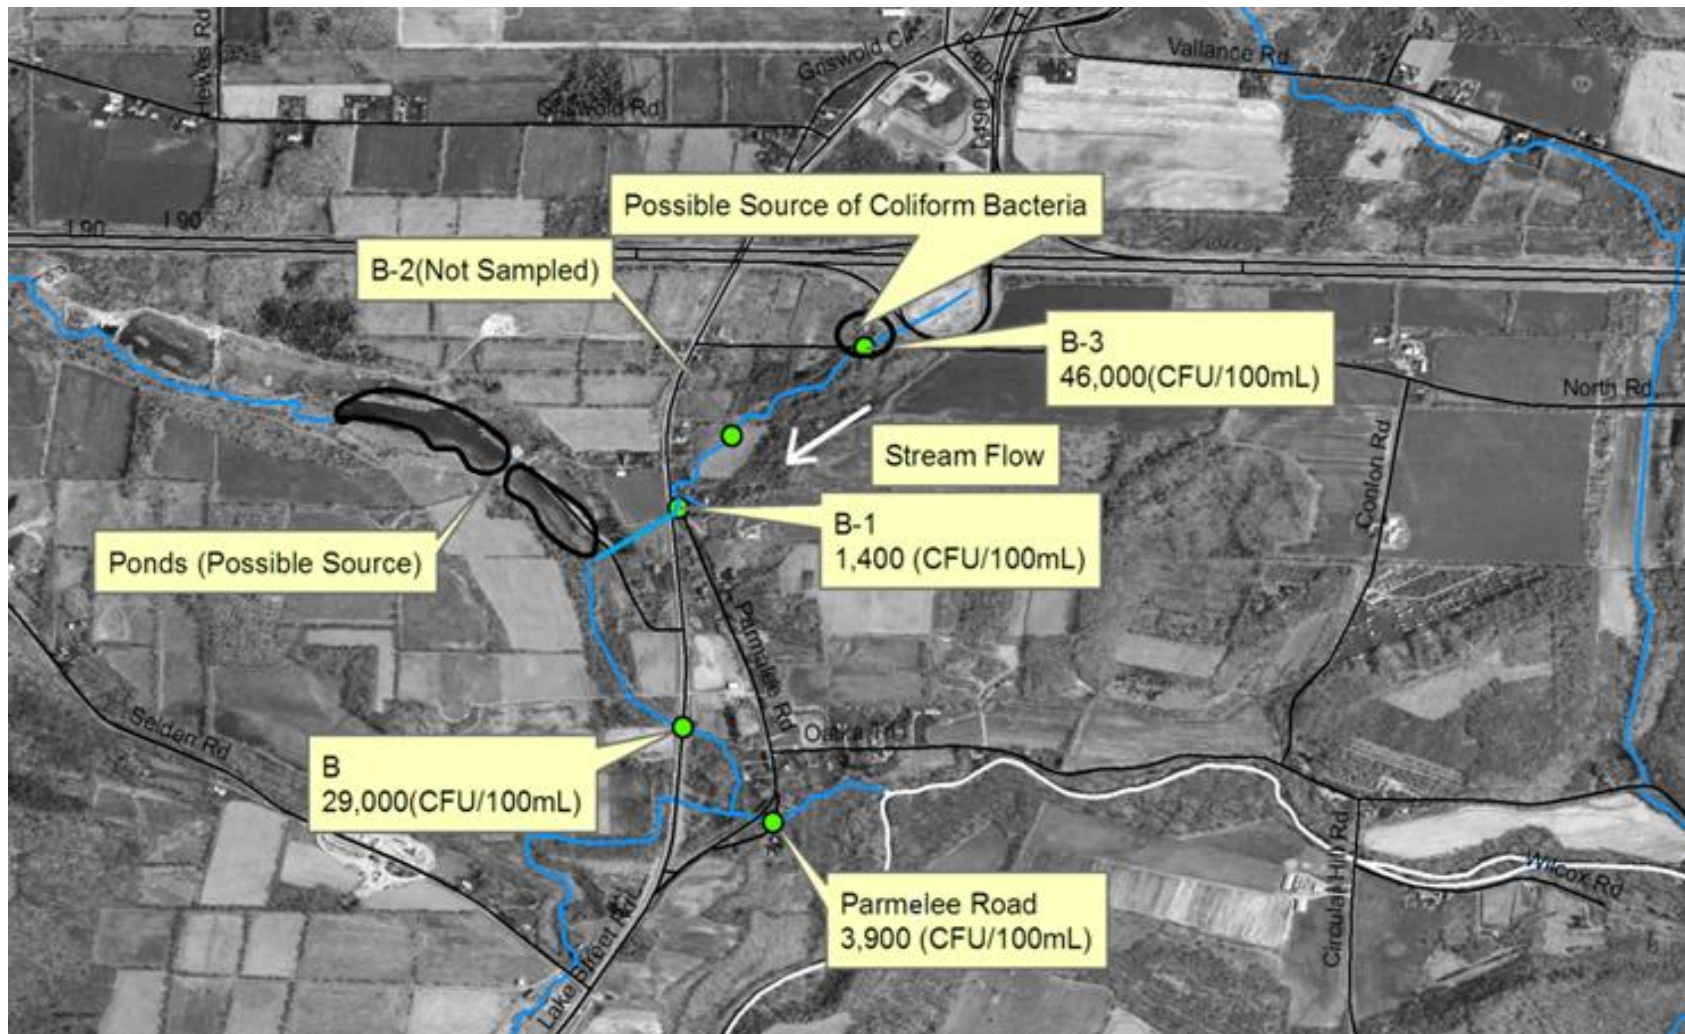 Hewes Rd
Griswold Cir
Vallance Rd
Griswold Rd
I 490
Possible Source of Coliform Bacteria
I 90
I 90
B-2(Not Sampled)
B-3
46,000(CFU/100mL)
North Rd
Conlon Rd
Stream Flow
B-1
1,400 (CFU/100mL)
Ponds (Possible Source)
Parmalee Rd
Selden Rd
Oatka Trl
B
29,000(CFU/100mL)
Circular Hill Rd
Wilcox Rd
Parmelee Road
3,900 (CFU/100mL)
Lake Street Rd